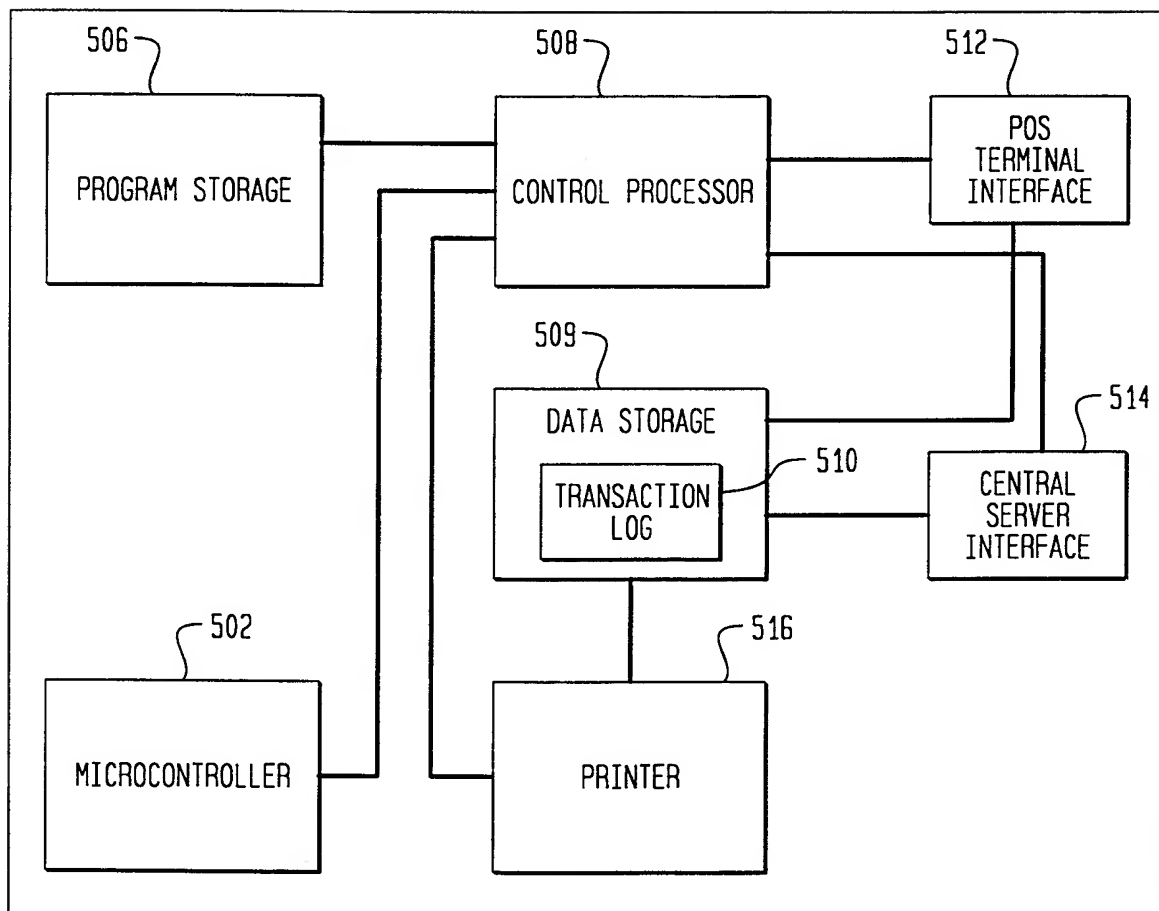 506
508
512
PROGRAM STORAGE
CONTROL PROCESSOR
POS
TERMINAL
INTERFACE
509
DATA STORAGE
510
TRANSACTION
LOG
514
CENTRAL
SERVER
INTERFACE
502
516
MICROCONTROLLER
PRINTER